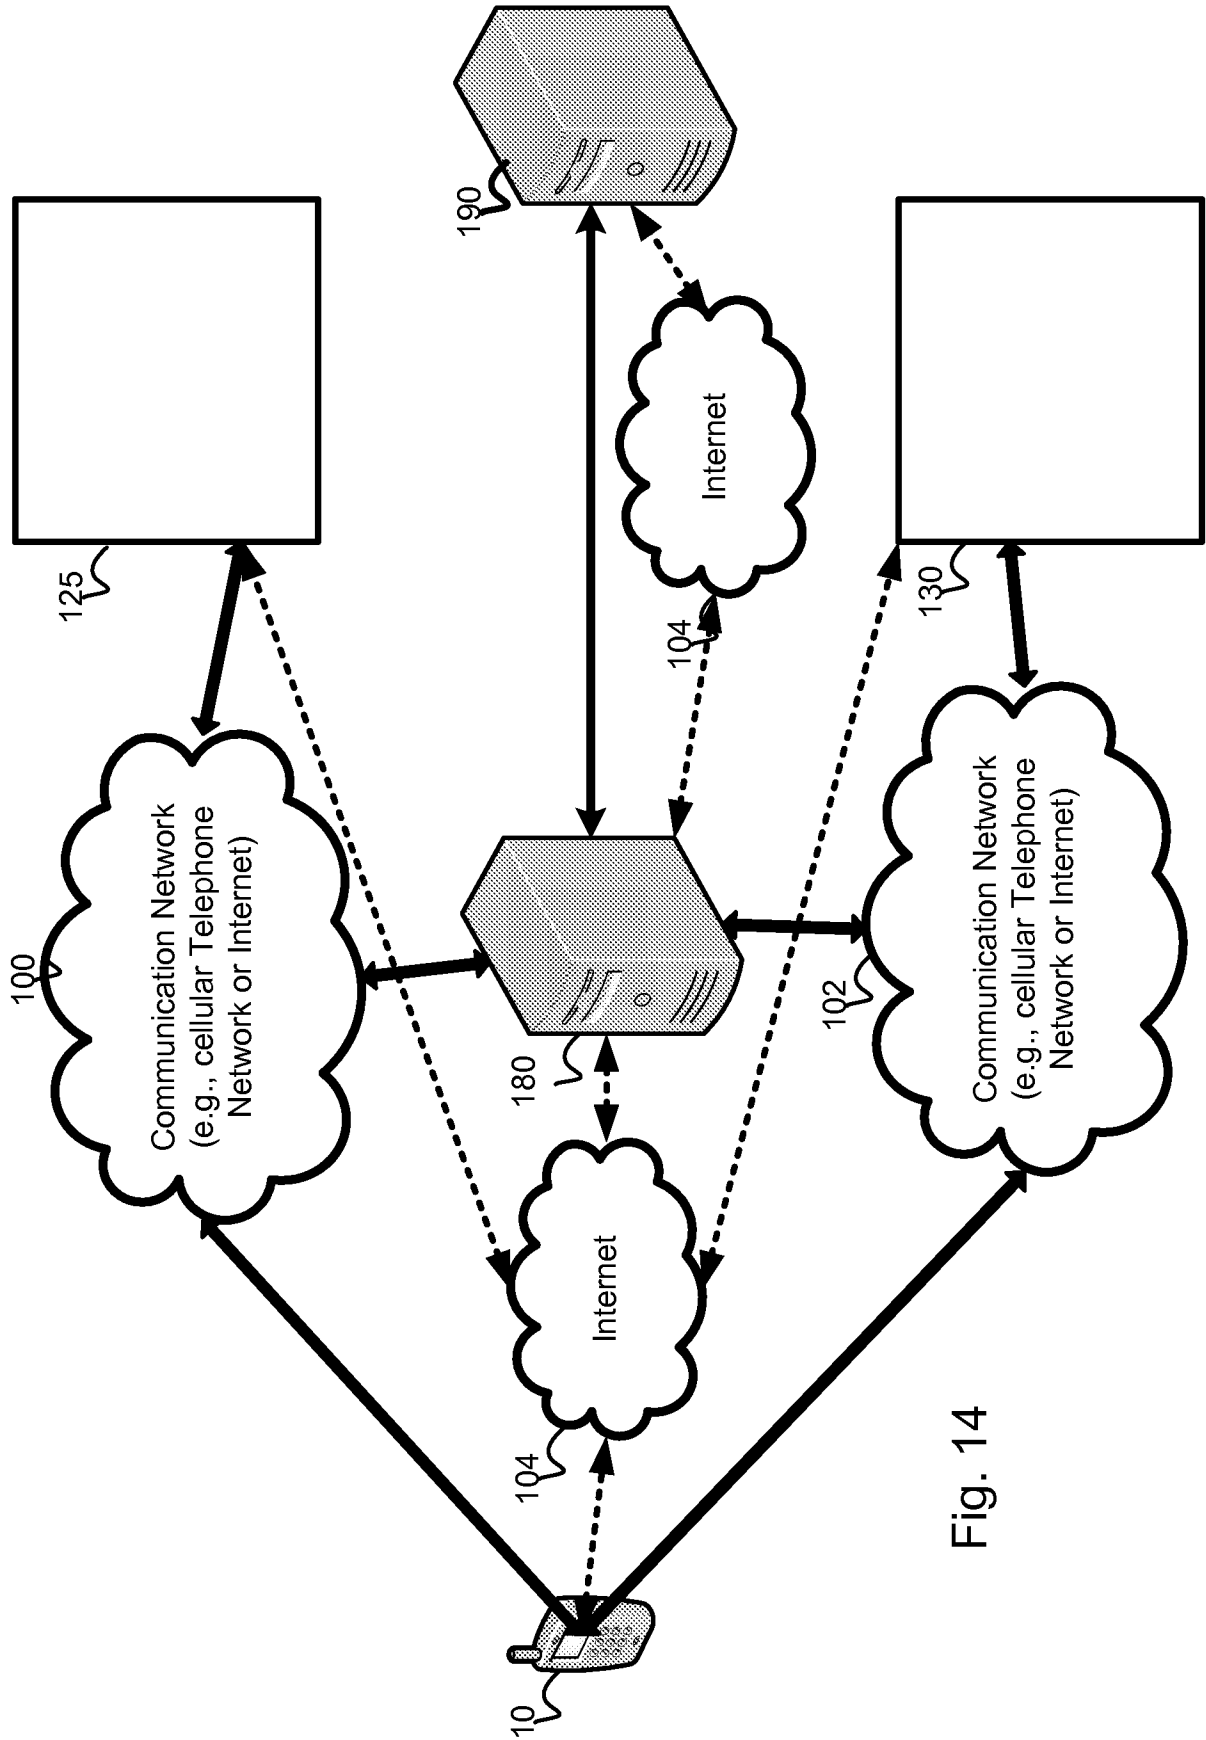 100
Communication Network
(e.g., cellular Telephone
Network or Internet)
125
10
104
Internet
180
190
104
Internet
102
Communication Network
(e.g., cellular Telephone
Network or Internet)
130
Fig. 14